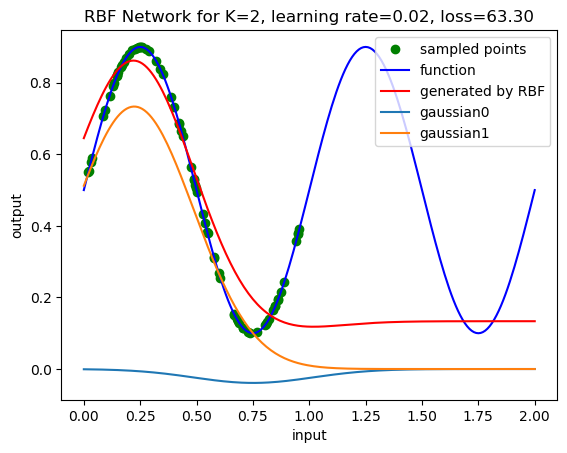 RBF Network for K=2, learning rate=0.02, loss=63.30
sampled points
function
generated by RBF
gaussian0
gaussian1
output
0.8
0.6
0.4
0.2
0.0
0.00 0.25 0.50 0.75 1.00 1.25 1.50 1.75 2.00
input